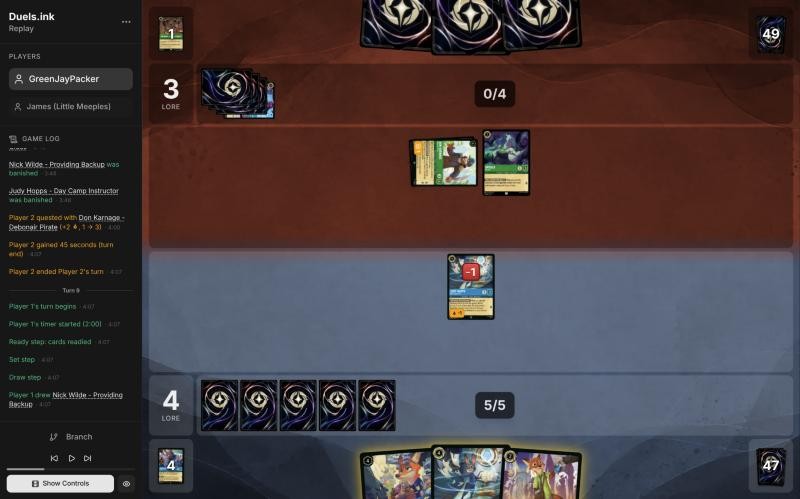 Duels.ink
Replay
PLAYERS
GreenJayPacker
James (Little Meeples)
GAME LOG
Nick Wilde - Providing Backup was
banished · 3:48
Judy Hopps - Day Camp Instructor
was banished · 3:48
Player 2 quested with Don Karnage -
Debonair Pirate (+2 , 1 → 3) · 4:00
Player 2 gained 45 seconds (turn
end) · 4:07
Player 2 ended Player 2's turn · 4:07
Turn 9
Player 1's turn begins · 4:07
Player 1's timer started (2:00) · 4:07
Ready step: cards readied · 4:07
Set step · 4:07
Draw step · 4:07
Player 1 drew Nick Wilde - Providing
Backup · 4:07
Branch
Show Controls
1
49
3
LORE
0/4
-1
4
LORE
5/5
4
47